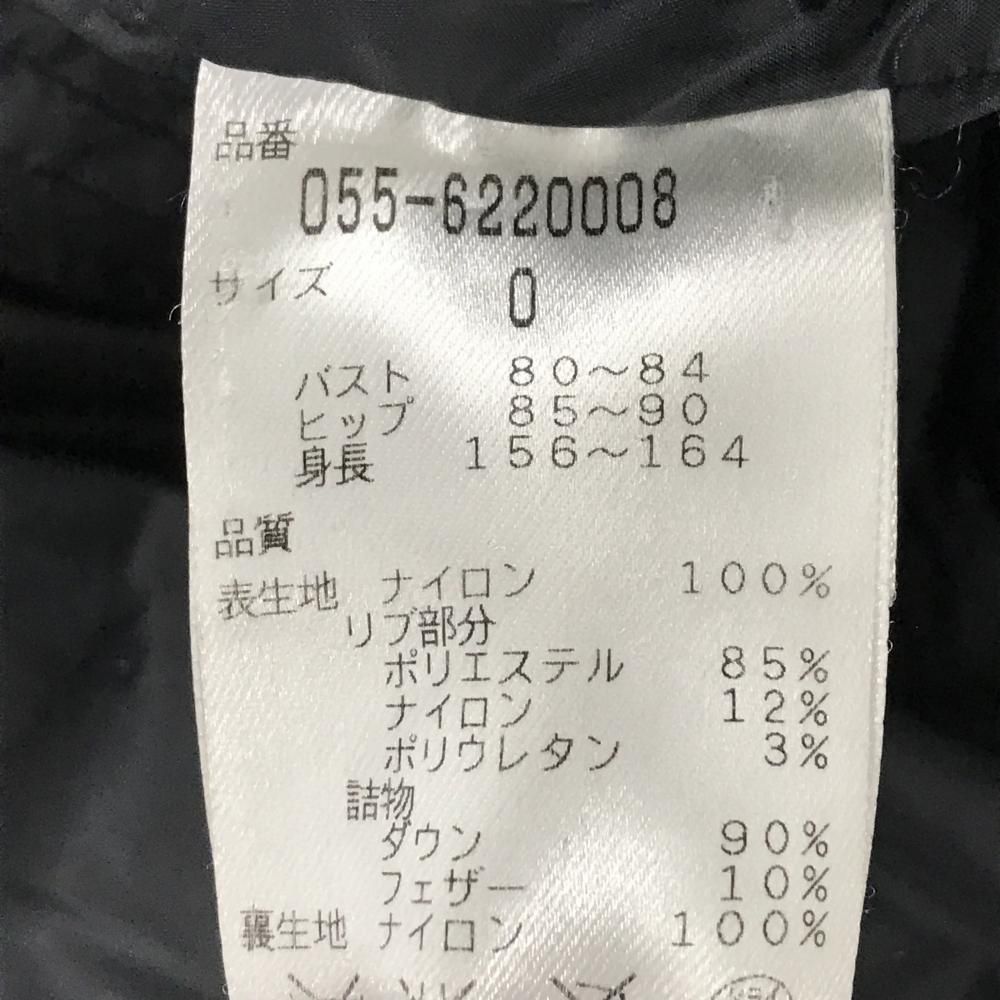 品番
055-6220008
サイズ 0
バスト 80～84
ヒップ 85～90
身長 156～164
品質
表生地 ナイロン 100%
リブ部分
ポリエステル 85%
ナイロン 12%
ポリウレタン 3%
詰物
ダウン 90%
フェザー 10%
裏生地 ナイロン 100%